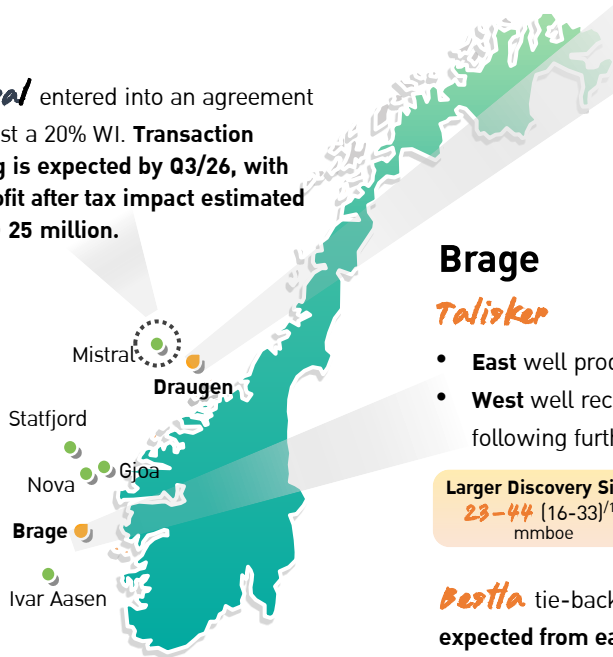 entered into an agreement
st a 20% WI. Transaction
g is expected by Q3/26, with
ofit after tax impact estimated
25 million.
Brage
Talisker
• East well prod
• West well rec
following furth
Mistral
Draugen
Statfjord
Gjoa
Nova
Brage
Ivar Aasen
Larger Discovery Si
23–44 (16-33)/1
mmboe
Bestla tie-back
expected from ea